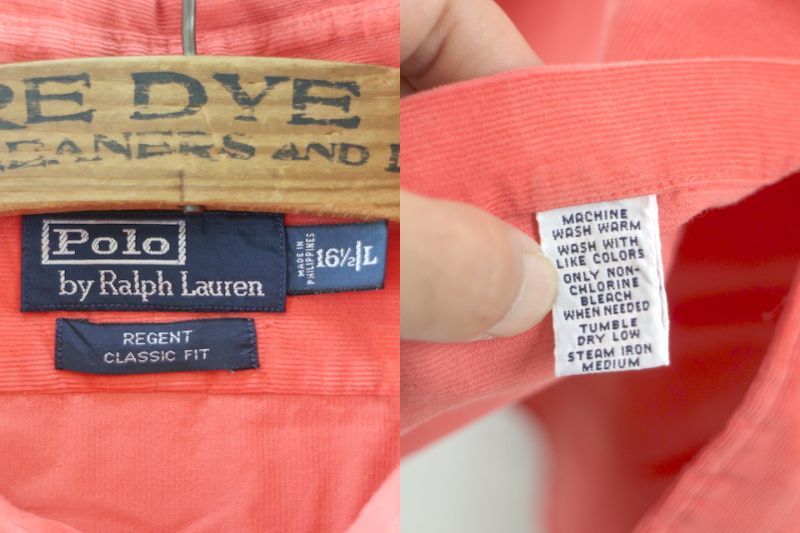 RE DYE
EANERS AND
Polo
by Ralph Lauren
MADE IN
PHILIPPINES
16½ L
REGENT
CLASSIC FIT
MACHINE
WASH WARM
WASH WITH
LIKE COLORS
ONLY NON-
CHLORINE
BLEACH
WHEN NEEDED
TUMBLE
DRY LOW
STEAM IRON
MEDIUM